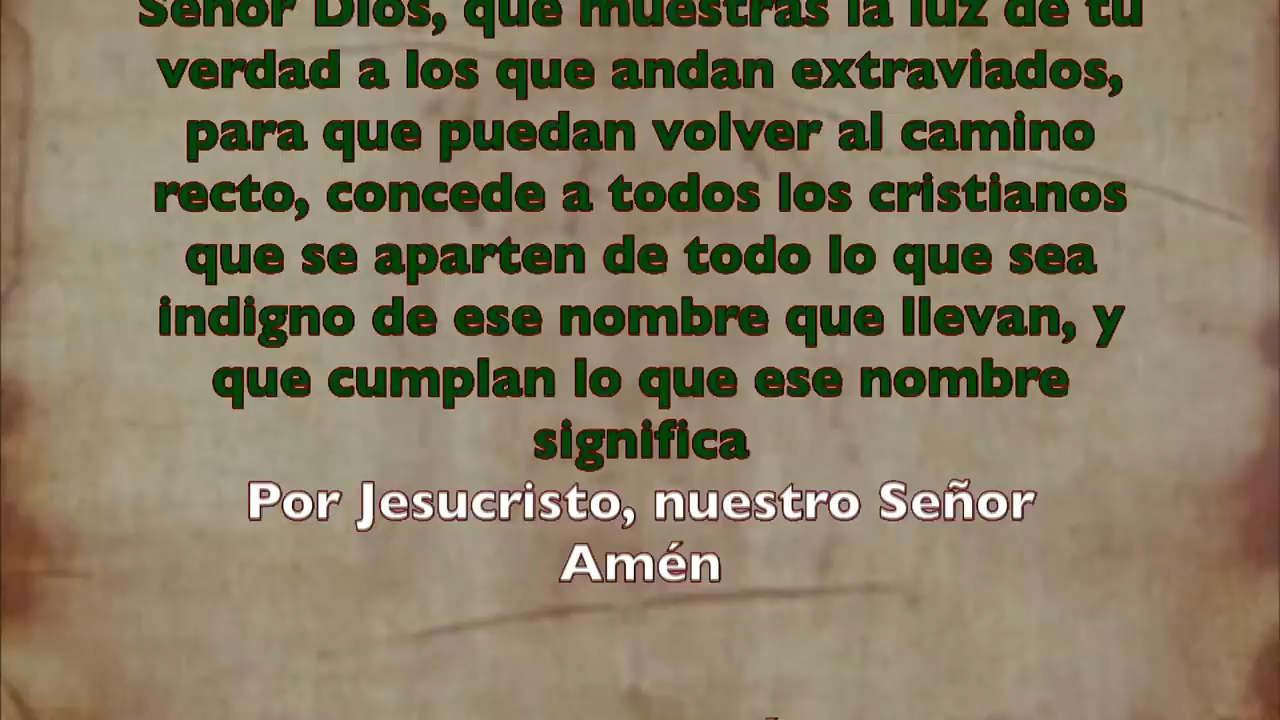 Señor Dios, que muestras la luz de tu
verdad a los que andan extraviados,
para que puedan volver al camino
recto, concede a todos los cristianos
que se aparten de todo lo que sea
indigno de ese nombre que llevan, y
que cumplan lo que ese nombre
significa
Por Jesucristo, nuestro Señor
Amén